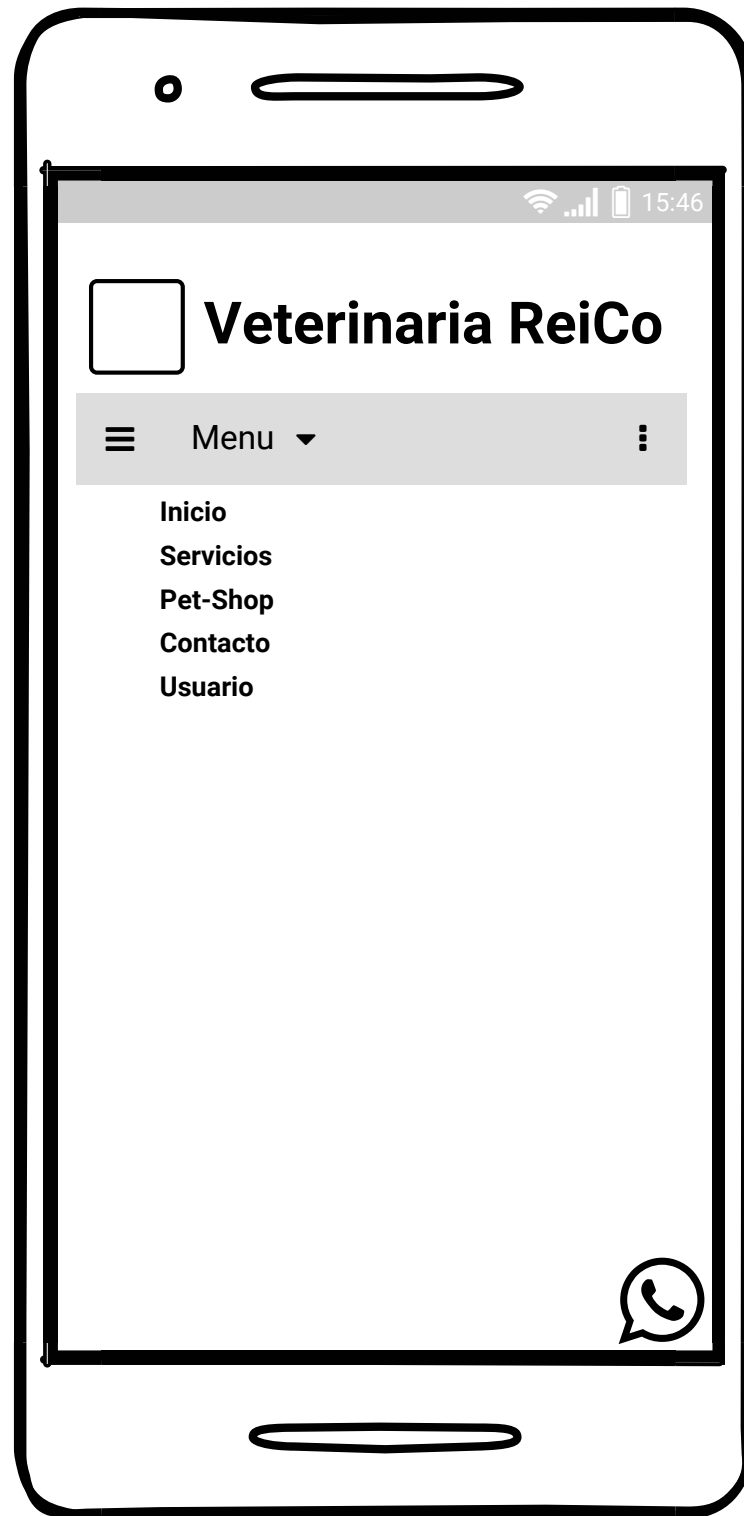 15:46
Veterinaria ReiCo
Menu
Inicio
Servicios
Pet-Shop
Contacto
Usuario